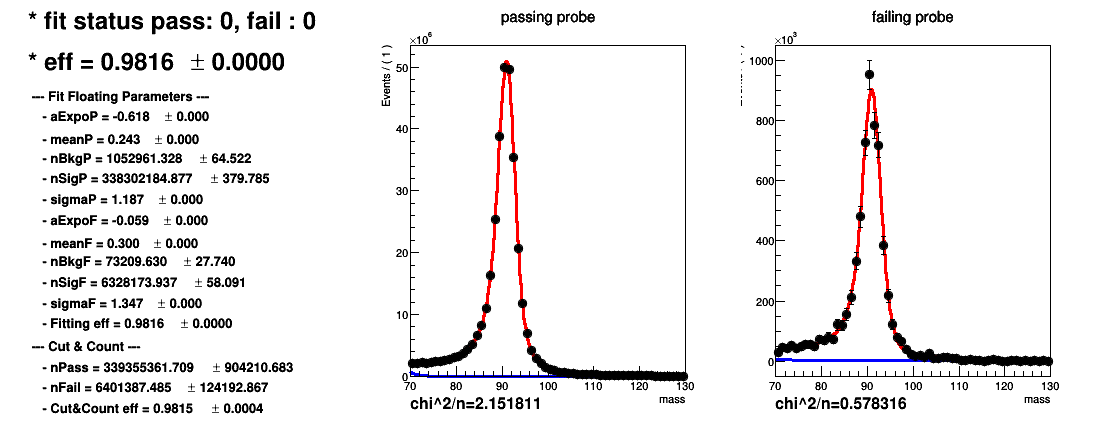 * fit status pass: 0, fail : 0
* eff = 0.9816 ± 0.0000
--- Fit Floating Parameters ---
- aExpoP = -0.618 ± 0.000
- meanP = 0.243 ± 0.000
- nBkgP = 1052961.328 ± 64.522
- nSigP = 338302184.877 ± 379.785
- sigmaP = 1.187 ± 0.000
- aExpoF = -0.059 ± 0.000
- meanF = 0.300 ± 0.000
- nBkgF = 73209.630 ± 27.740
- nSigF = 6328173.937 ± 58.091
- sigmaF = 1.347 ± 0.000
- Fitting eff = 0.9816 ± 0.0000
--- Cut & Count ---
- nPass = 339355361.709 ± 904210.683
- nFail = 6401387.485 ± 124192.867
- Cut&Count eff = 0.9815 ± 0.0004
passing probe
×10⁶
Events / ( 1 )
50
40
30
20
10
0
70 80 90 100 110 120 130
mass
chi^2/n=2.151811
failing probe
×10³
1000
800
600
400
200
0
70 80 90 100 110 120 130
mass
chi^2/n=0.578316